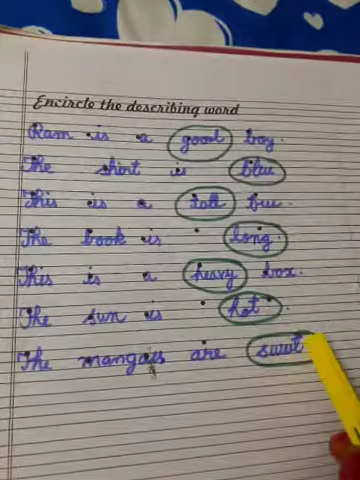 Encircle the describing word
Ram is a good boy.
The shirt is blue
This is a tall tree.
The book is long.
This is a heavy box.
The sun is hot.
The mangoes are sweet